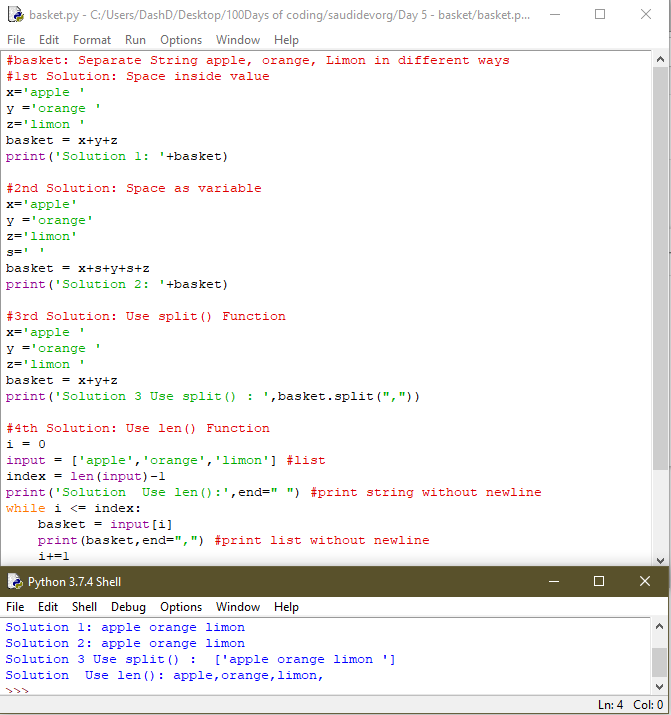 basket.py - C:/Users/DashD/Desktop/100Days of coding/saudidevorg/Day 5 - basket/basket.p...
File Edit Format Run Options Window Help
#basket: Separate String apple, orange, Limon in different ways
#1st Solution: Space inside value
x='apple '
y ='orange '
z='limon '
basket = x+y+z
print('Solution 1: '+basket)
#2nd Solution: Space as variable
x='apple'
y ='orange'
z='limon'
s=' '
basket = x+s+y+s+z
print('Solution 2: '+basket)
#3rd Solution: Use split() Function
x='apple '
y ='orange '
z='limon '
basket = x+y+z
print('Solution 3 Use split() : ',basket.split(","))
#4th Solution: Use len() Function
i = 0
input = ['apple','orange','limon'] #list
index = len(input)-1
print('Solution  Use len():',end=" ") #print string without newline
while i <= index:
    basket = input[i]
    print(basket,end=",") #print list without newline
    i+=1
Python 3.7.4 Shell
File Edit Shell Debug Options Window Help
Solution 1: apple orange limon
Solution 2: apple orange limon
Solution 3 Use split() :  ['apple orange limon ']
Solution  Use len(): apple,orange,limon,
>>>
Ln: 4 Col: 0